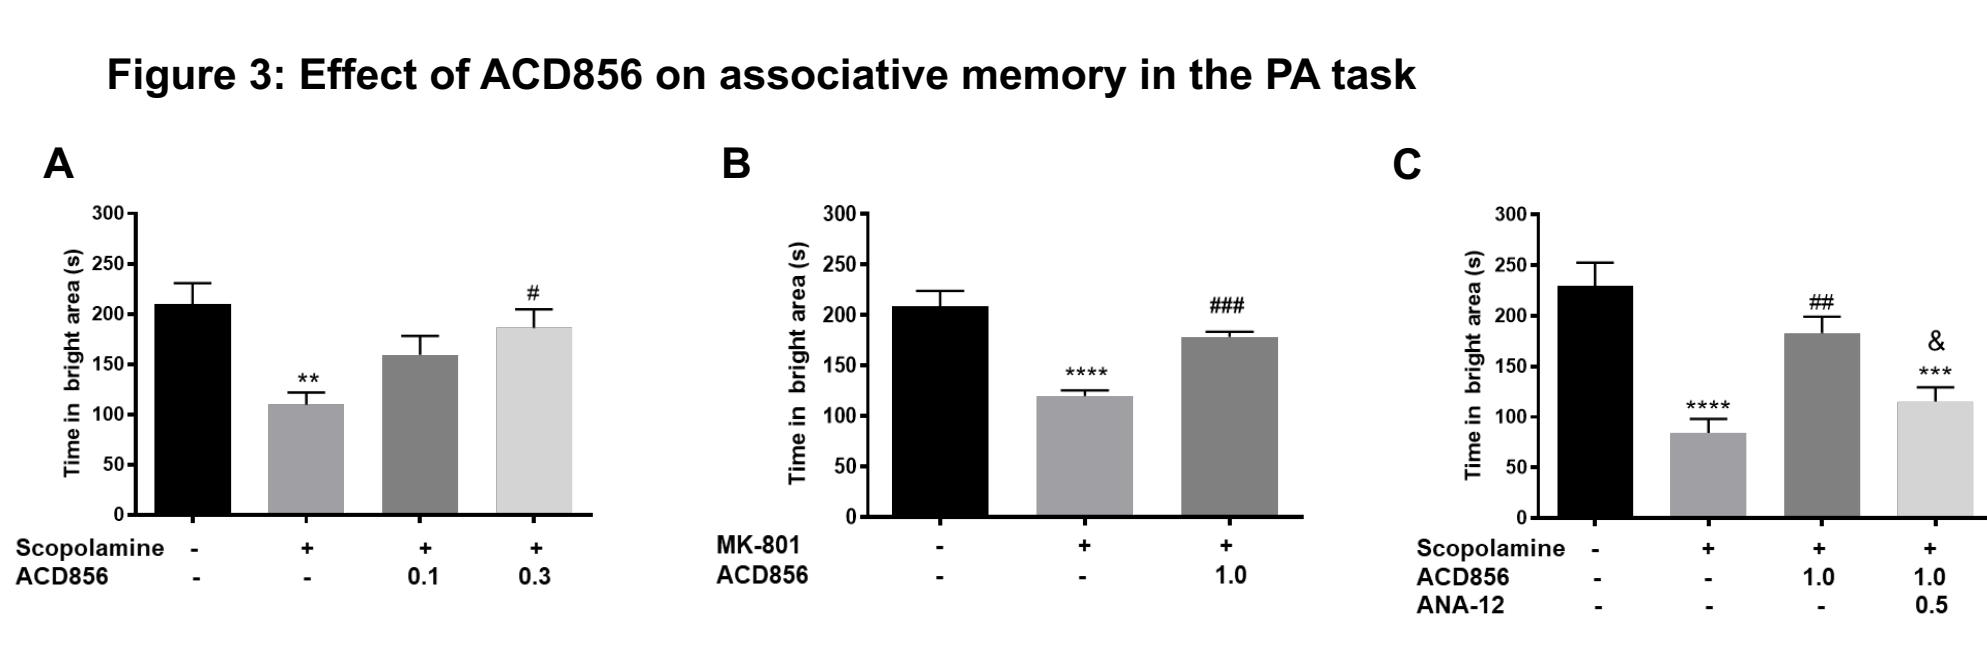 Figure 3: Effect of ACD856 on associative memory in the PA task
A
Time in bright area (s)
300
250
200
150
100
50
0
**
#
Scopolamine - + + +
ACD856 - - 0.1 0.3
B
Time in bright area (s)
300
250
200
150
100
50
0
****
###
MK-801 - + +
ACD856 - - 1.0
C
Time in bright area (s)
300
250
200
150
100
50
0
****
##
&
***
Scopolamine - + + +
ACD856 - - 1.0 1.0
ANA-12 - - - 0.5